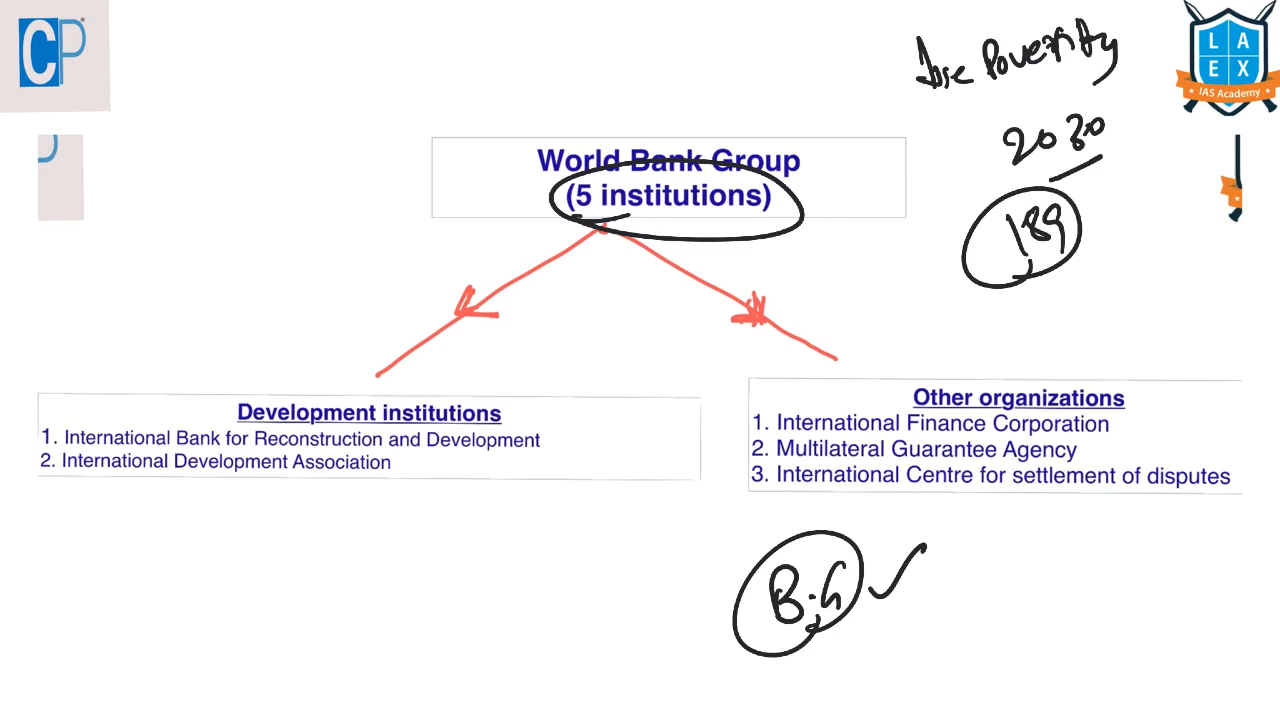 CP
L A
E X
IAS Academy
Poverty
2030
189
World Bank Group
(5 institutions)
Development institutions
1. International Bank for Reconstruction and Development
2. International Development Association
Other organizations
1. International Finance Corporation
2. Multilateral Guarantee Agency
3. International Centre for settlement of disputes